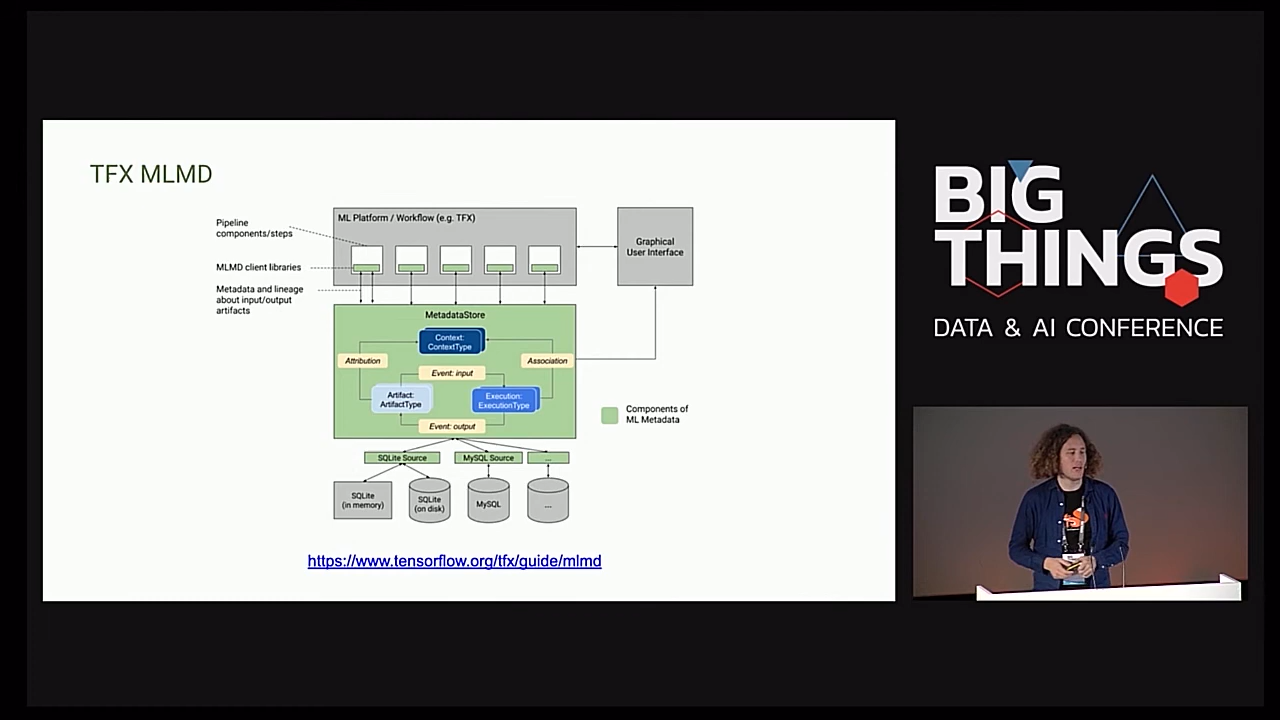 TFX MLMD
Pipeline
components/steps
ML Platform / Workflow (e.g. TFX)
Graphical
User Interface
MLMD client libraries
Metadata and lineage
about input/output
artifacts
MetadataStore
Context:
ContextType
Attribution
Association
Event: input
Artifact:
ArtifactType
Execution:
ExecutionType
Event: output
Components of
ML Metadata
SQLite Source
MySQL Source
...
SQLite
(in memory)
SQLite
(on disk)
MySQL
...
https://www.tensorflow.org/tfx/guide/mlmd
BIG
THINGS
DATA & AI CONFERENCE